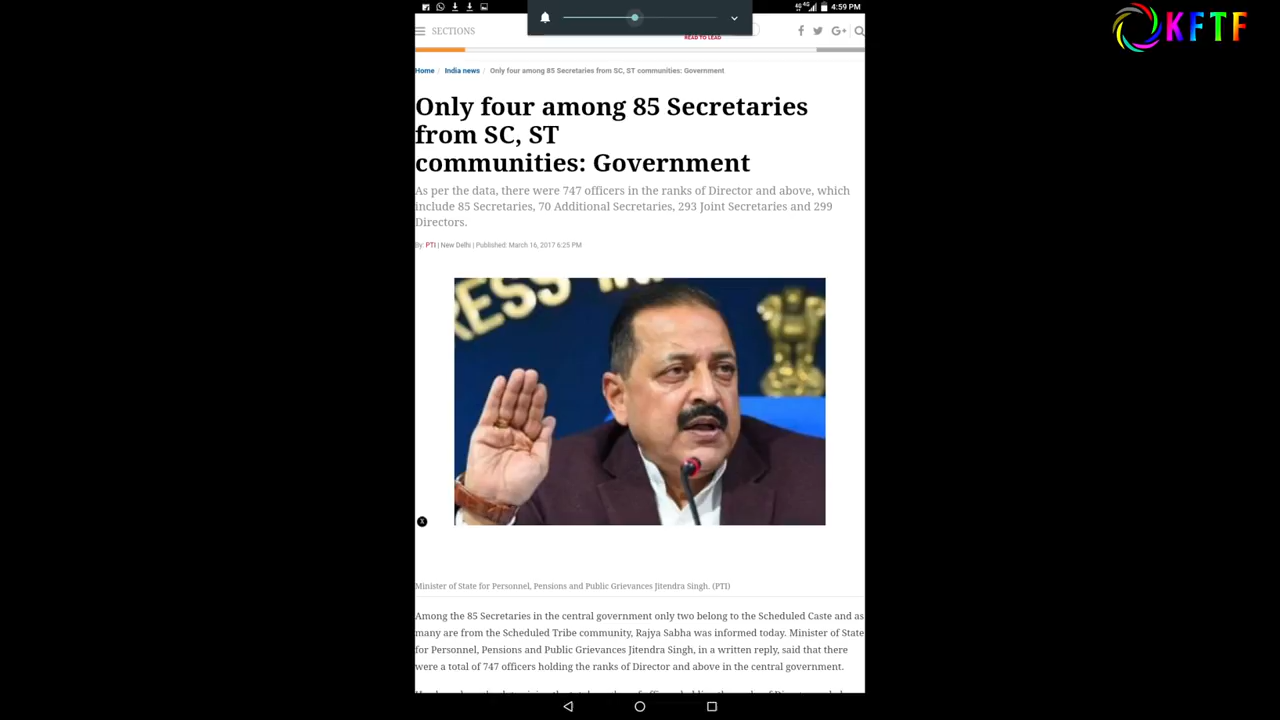 4:59 PM
KFTF
SECTIONS
READ TO LEAD
Home / India news / Only four among 85 Secretaries from SC, ST communities: Government
Only four among 85 Secretaries
from SC, ST
communities: Government
As per the data, there were 747 officers in the ranks of Director and above, which
include 85 Secretaries, 70 Additional Secretaries, 293 Joint Secretaries and 299
Directors.
By: PTI | New Delhi | Published: March 16, 2017 6:25 PM
RESS IN
X
Minister of State for Personnel, Pensions and Public Grievances Jitendra Singh. (PTI)
Among the 85 Secretaries in the central government only two belong to the Scheduled Caste and as
many are from the Scheduled Tribe community, Rajya Sabha was informed today. Minister of State
for Personnel, Pensions and Public Grievances Jitendra Singh, in a written reply, said that there
were a total of 747 officers holding the ranks of Director and above in the central government.